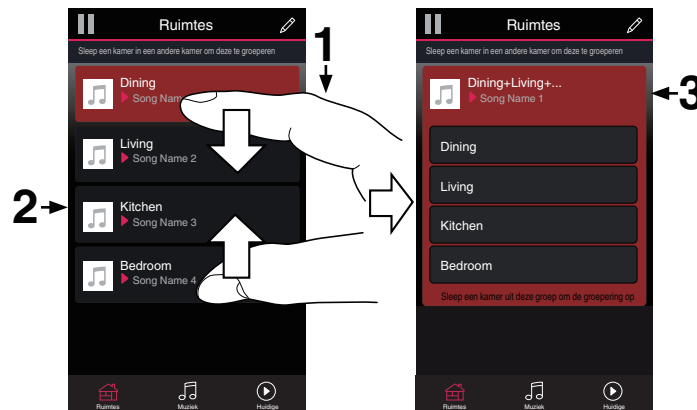 Ruimtes
Sleep een kamer in een andere kamer om deze te groeperen
1
Dining
Song Nam
Living
Song Name 2
2
Kitchen
Song Name 3
Bedroom
Song Name 4
Ruimtes
Muziek
Huidige
Ruimtes
Sleep een kamer in een andere kamer om deze te groeperen
Dining+Living+...
Song Name 1
3
Dining
Living
Kitchen
Bedroom
Sleep een kamer uit deze groep om de groepering op
Ruimtes
Muziek
Huidige